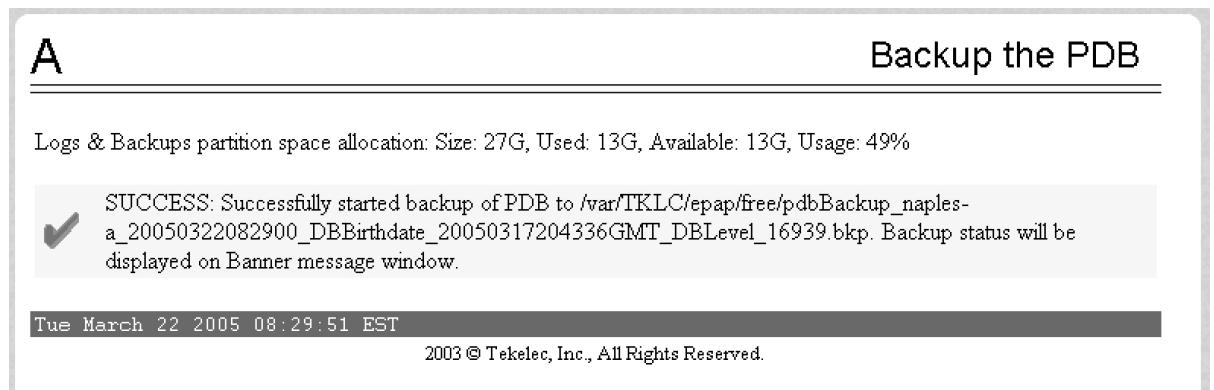 A
Backup the PDB
Logs & Backups partition space allocation: Size: 27G, Used: 13G, Available: 13G, Usage: 49%
SUCCESS: Successfully started backup of PDB to /var/TKLC/epap/free/pdbBackup_naples-
a_20050322082900_DBBirthdate_20050317204336GMT_DBLevel_16939.bkp. Backup status will be
displayed on Banner message window.
Tue March 22 2005 08:29:51 EST
2003 © Tekelec, Inc., All Rights Reserved.